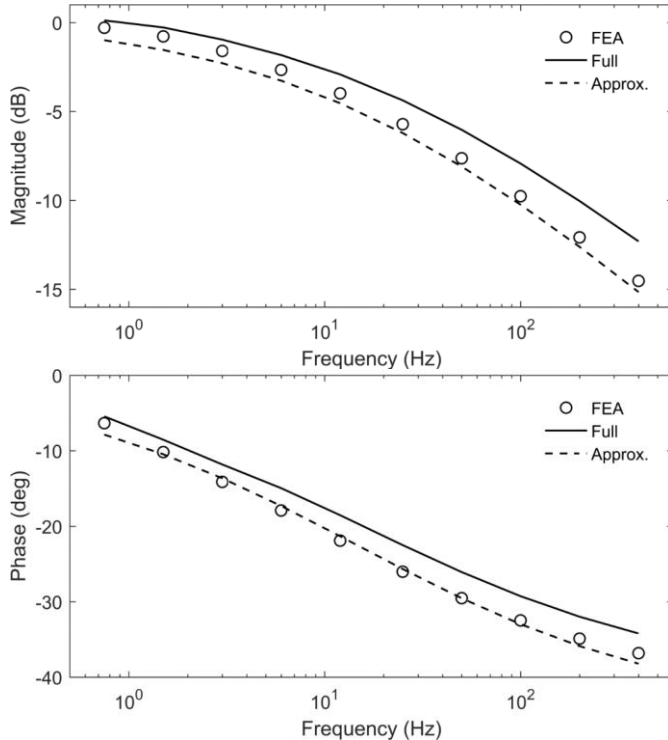 0
-5
-10
-15
Magnitude (dB)
FEA
Full
Approx.
10⁰ 10¹ 10²
Frequency (Hz)
0
-10
-20
-30
-40
Phase (deg)
FEA
Full
Approx.
10⁰ 10¹ 10²
Frequency (Hz)